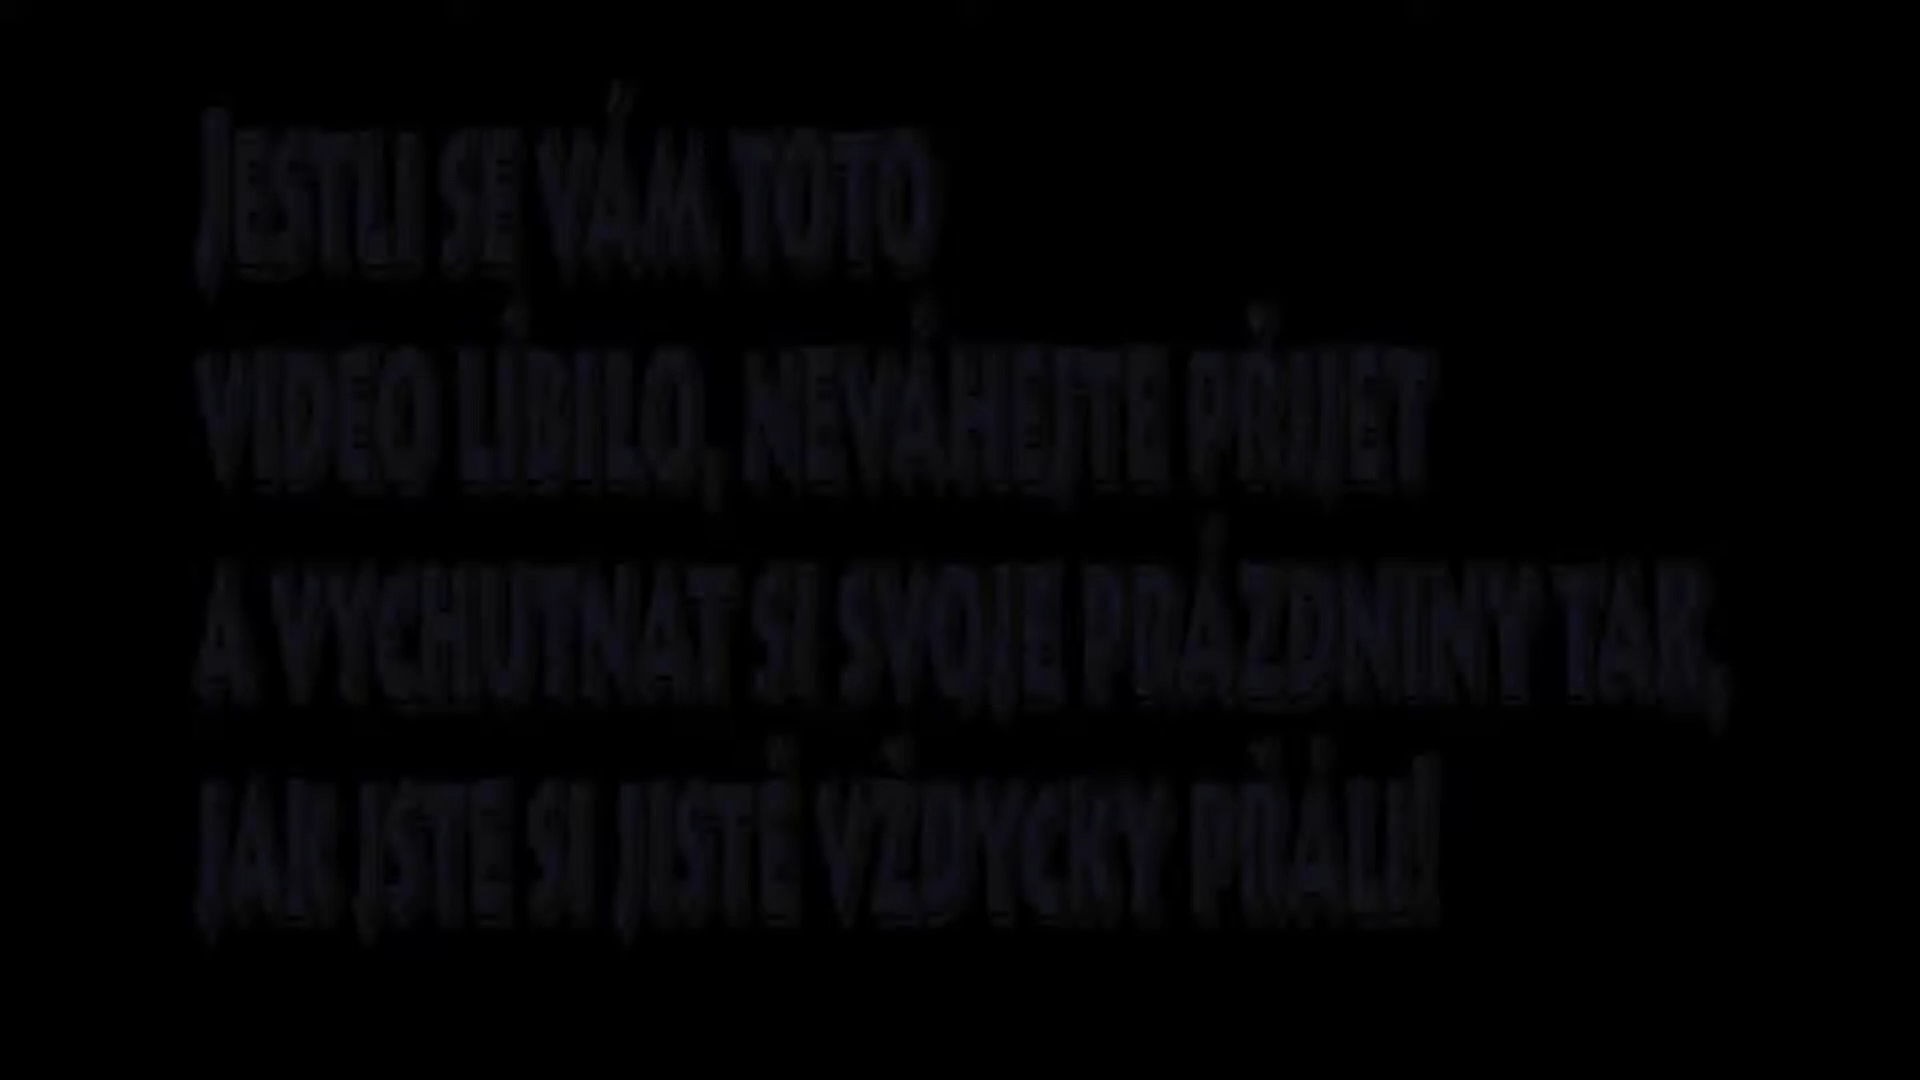 Jestli se vám toto
video líbilo, neváhejte přijet
a vychutnat si svoje prázdniny tak,
jak jste si jistě vždycky přáli!